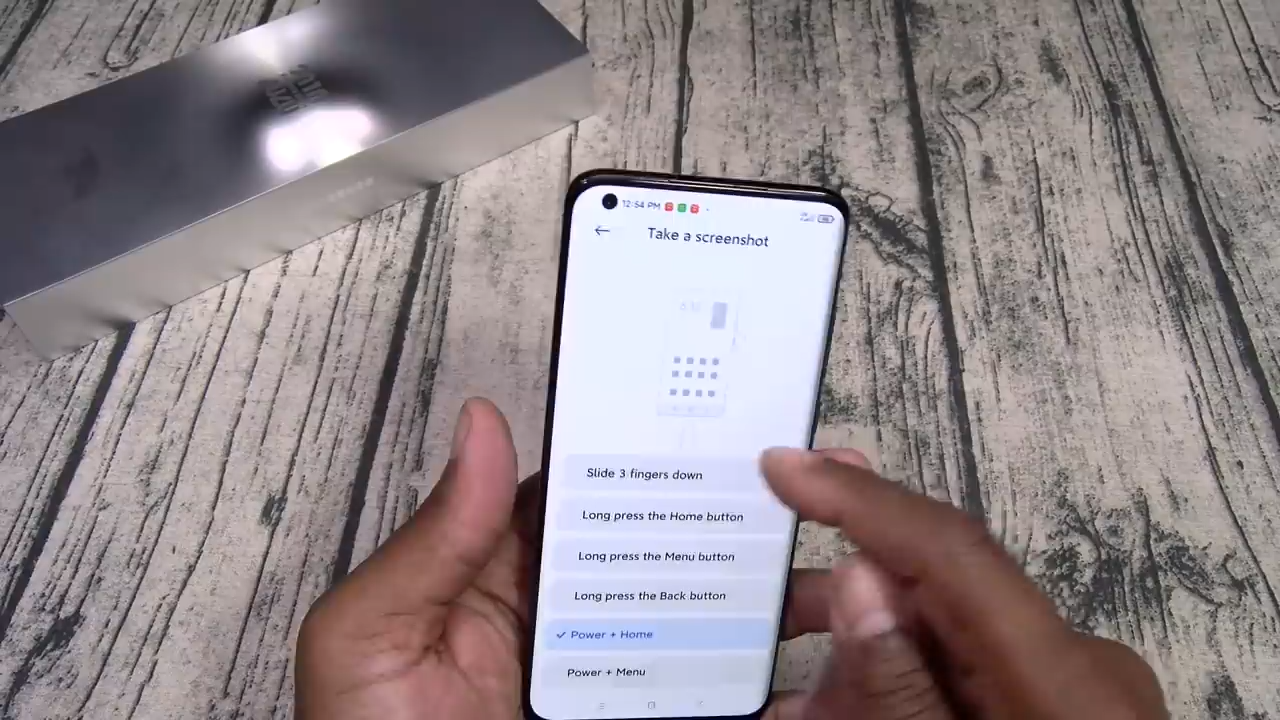 12:54 PM
Take a screenshot
Slide 3 fingers down
Long press the Home button
Long press the Menu button
Long press the Back button
Power + Home
Power + Menu